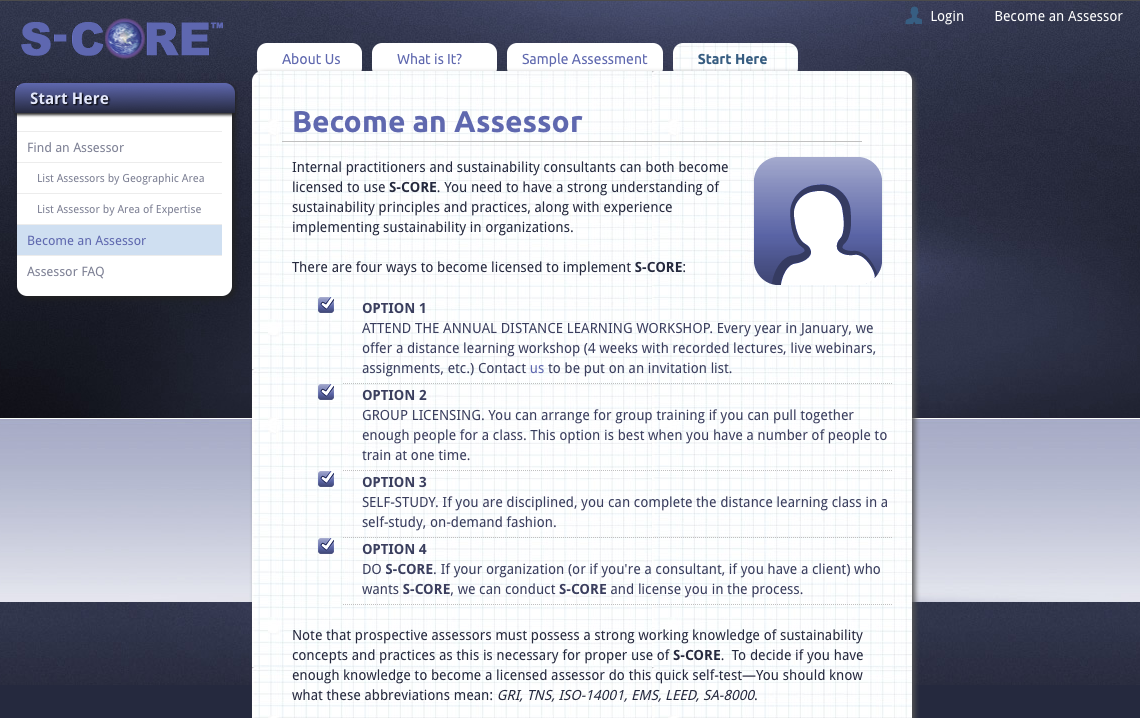 S-CORE™
Login
Become an Assessor
About Us
What is It?
Sample Assessment
Start Here
Start Here
Find an Assessor
List Assessors by Geographic Area
List Assessor by Area of Expertise
Become an Assessor
Assessor FAQ
Become an Assessor
Internal practitioners and sustainability consultants can both become
licensed to use S-CORE. You need to have a strong understanding of
sustainability principles and practices, along with experience
implementing sustainability in organizations.
There are four ways to become licensed to implement S-CORE:
OPTION 1
ATTEND THE ANNUAL DISTANCE LEARNING WORKSHOP. Every year in January, we
offer a distance learning workshop (4 weeks with recorded lectures, live webinars,
assignments, etc.) Contact us to be put on an invitation list.
OPTION 2
GROUP LICENSING. You can arrange for group training if you can pull together
enough people for a class. This option is best when you have a number of people to
train at one time.
OPTION 3
SELF-STUDY. If you are disciplined, you can complete the distance learning class in a
self-study, on-demand fashion.
OPTION 4
DO S-CORE. If your organization (or if you're a consultant, if you have a client) who
wants S-CORE, we can conduct S-CORE and license you in the process.
Note that prospective assessors must possess a strong working knowledge of sustainability
concepts and practices as this is necessary for proper use of S-CORE.  To decide if you have
enough knowledge to become a licensed assessor do this quick self-test—You should know
what these abbreviations mean: GRI, TNS, ISO-14001, EMS, LEED, SA-8000.